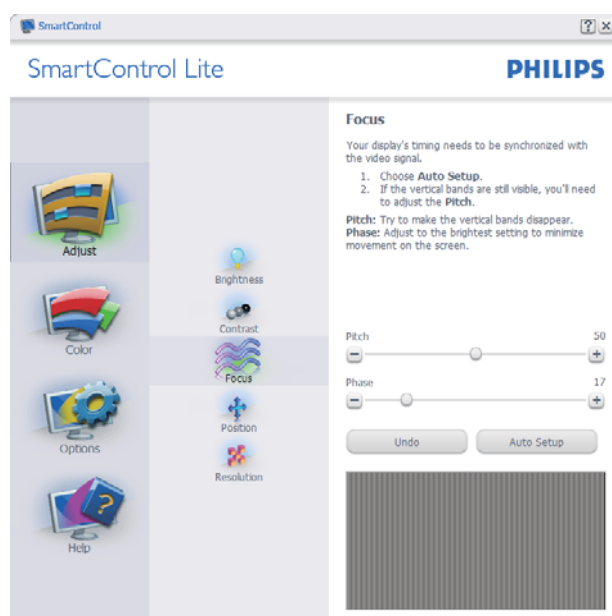 SmartControl
SmartControl Lite
PHILIPS
Adjust
Color
Options
Help
Brightness
Contrast
Focus
Position
Resolution
Focus
Your display's timing needs to be synchronized with
the video signal.
1. Choose Auto Setup.
2. If the vertical bands are still visible, you'll need
to adjust the Pitch.
Pitch: Try to make the vertical bands disappear.
Phase: Adjust to the brightest setting to minimize
movement on the screen.
Pitch 50
Phase 17
Undo
Auto Setup